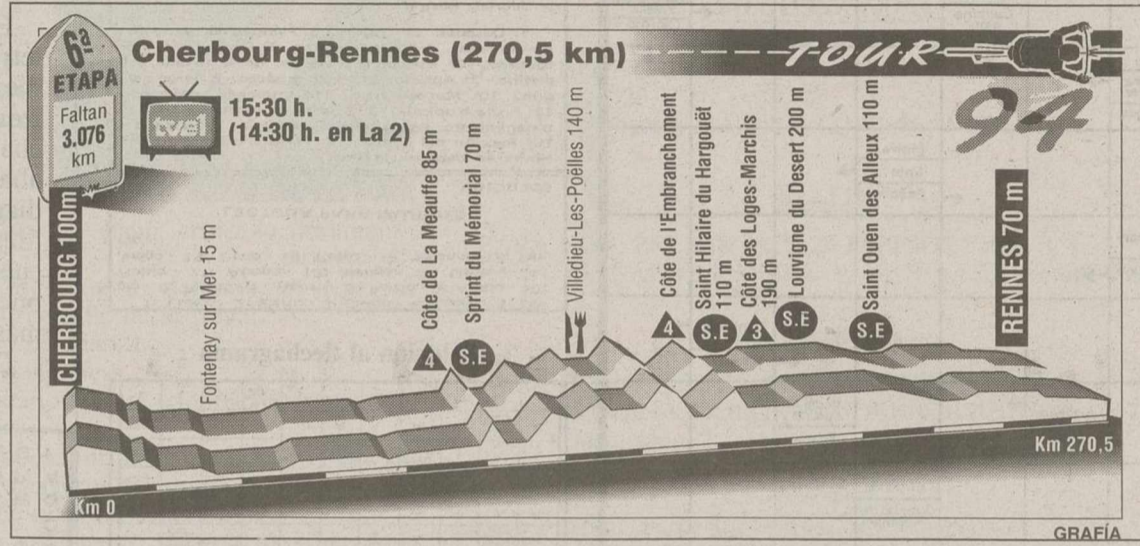 6ª
ETAPA
Faltan
3.076
km
Cherbourg-Rennes (270,5 km)
TOUR
94
tve1
15:30 h.
(14:30 h. en La 2)
CHERBOURG 100m
Fontenay sur Mer 15 m
Côte de La Meauffe 85 m
4
Sprint du Mémorial 70 m
S.E
Villedieu-Les-Poëlles 140 m
Côte de l'Embranchement
4
Saint Hillaire du Hargouët
110 m
S.E
Côte des Loges-Marchis
190 m
3
Louvigne du Desert 200 m
S.E
Saint Ouen des Alleux 110 m
S.E
RENNES 70 m
Km 0
Km 270,5
GRAFÍA